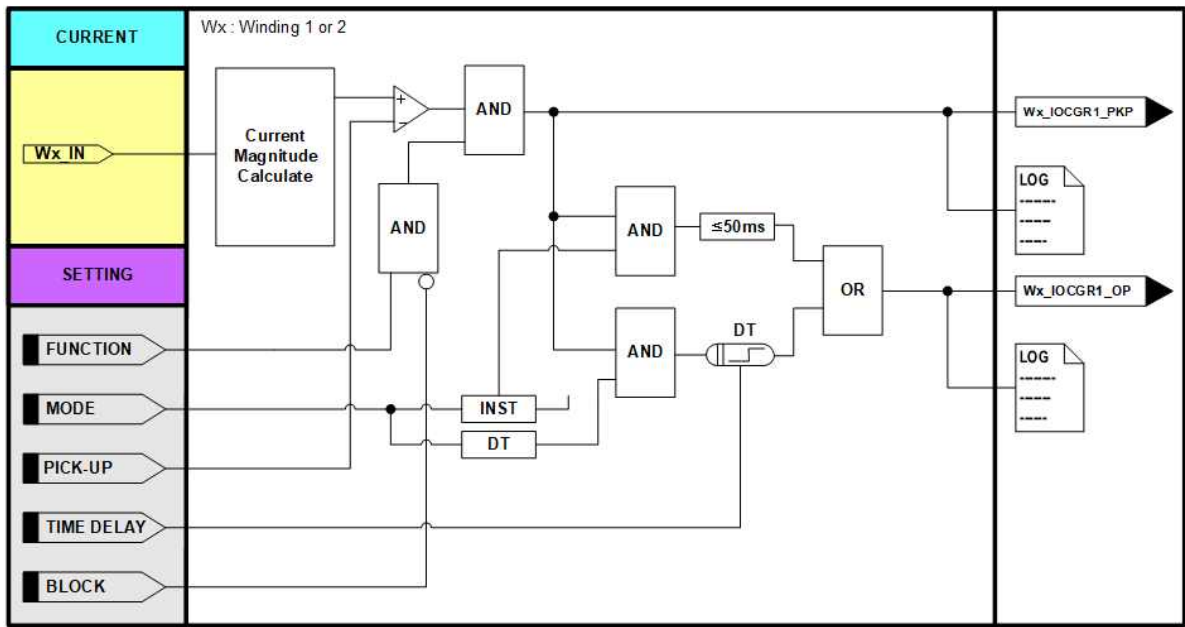 CURRENT
Wx : Winding 1 or 2
Wx_IN
Current
Magnitude
Calculate
+
−
AND
AND
AND
≤50ms
AND
DT
OR
Wx_IOCGR1_PKP
LOG
Wx_IOCGR1_OP
LOG
SETTING
FUNCTION
MODE
INST
DT
PICK-UP
TIME DELAY
BLOCK